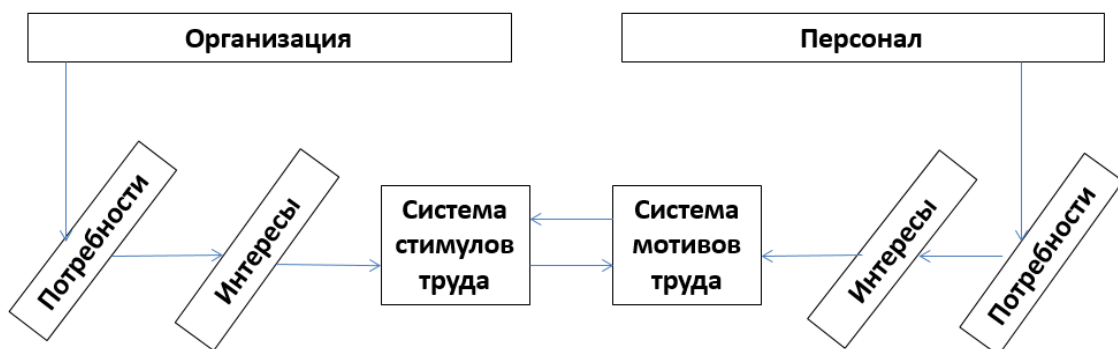 Организация
Персонал
Потребности
Интересы
Система
стимулов
труда
Система
мотивов
труда
Интересы
Потребности